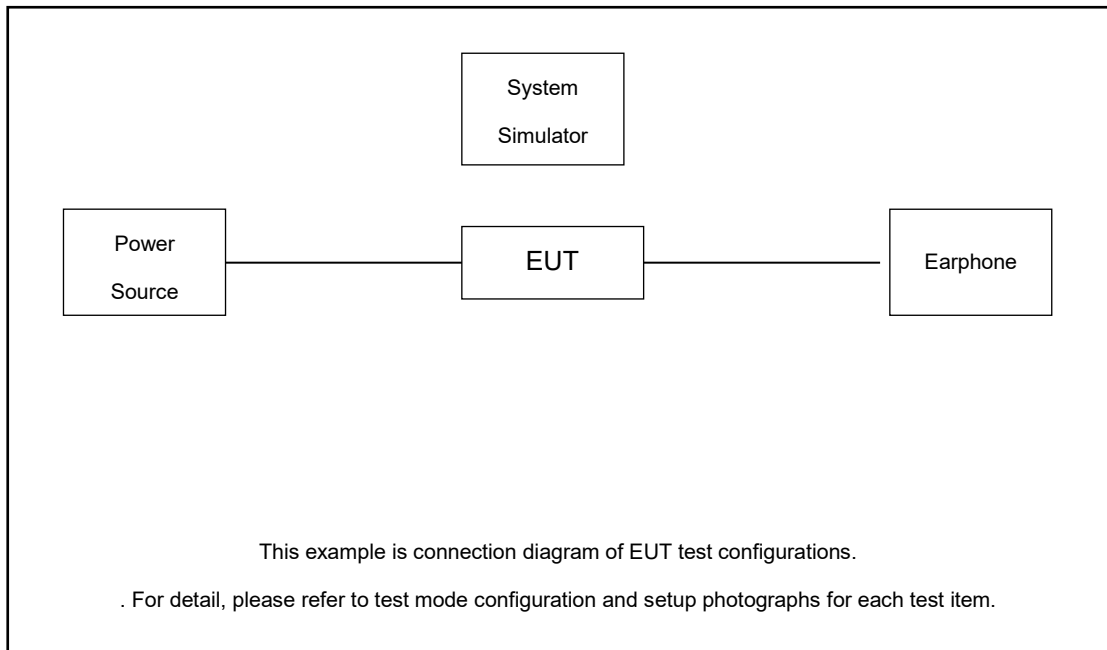 System
Simulator
Power
Source
EUT
Earphone
This example is connection diagram of EUT test configurations.
. For detail, please refer to test mode configuration and setup photographs for each test item.